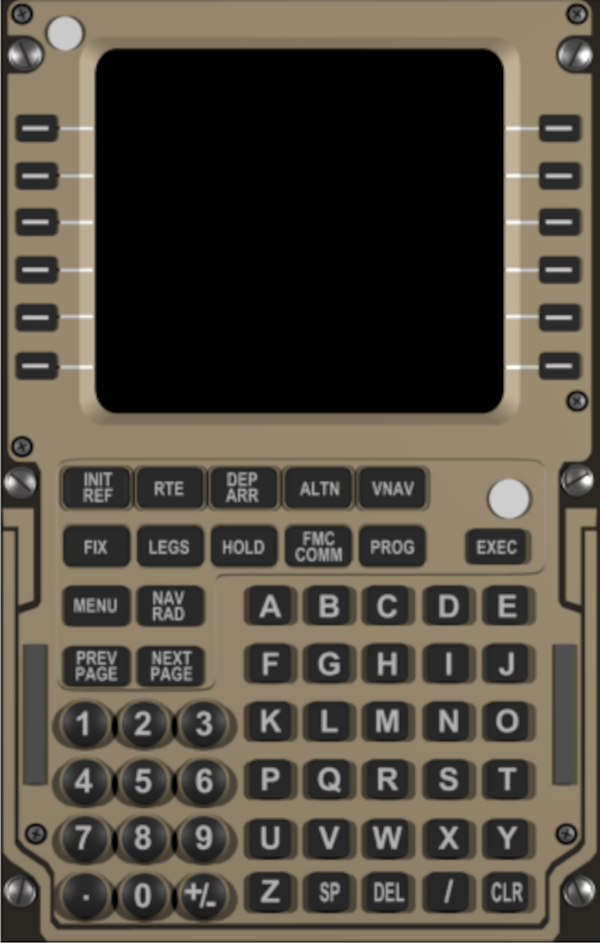 INIT REF RTE DEP ARR ALTN VNAV
FIX LEGS HOLD FMC COMM PROG EXEC
MENU NAV RAD A B C D E
PREV PAGE NEXT PAGE F G H I J
1 2 3 K L M N O
4 5 6 P Q R S T
7 8 9 U V W X Y
. 0 +/- Z SP DEL / CLR